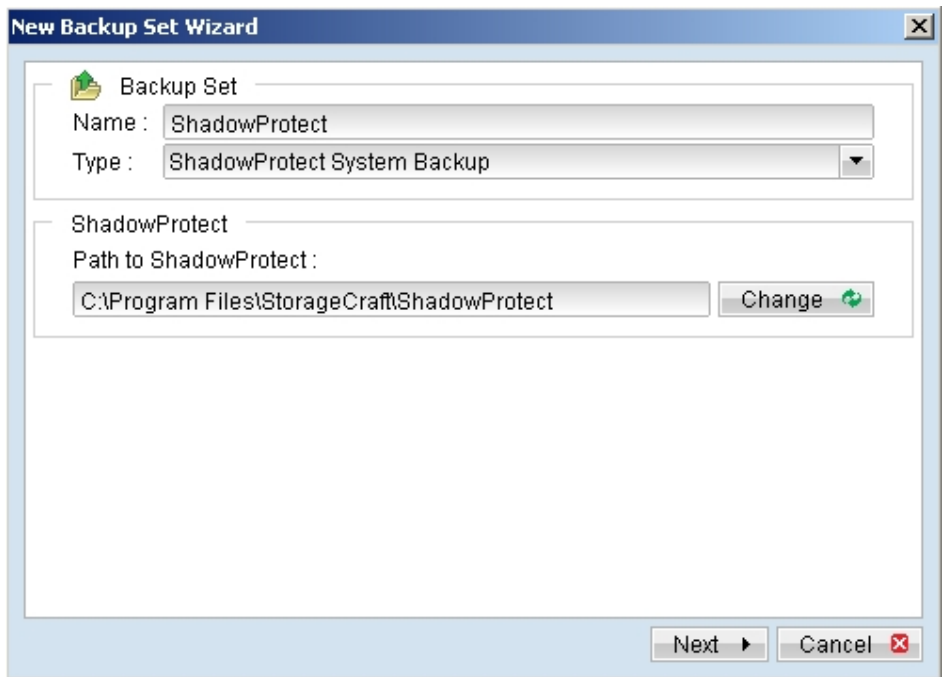 New Backup Set Wizard
Backup Set
Name : ShadowProtect
Type : ShadowProtect System Backup
ShadowProtect
Path to ShadowProtect :
C:\Program Files\StorageCraft\ShadowProtect Change
Next Cancel